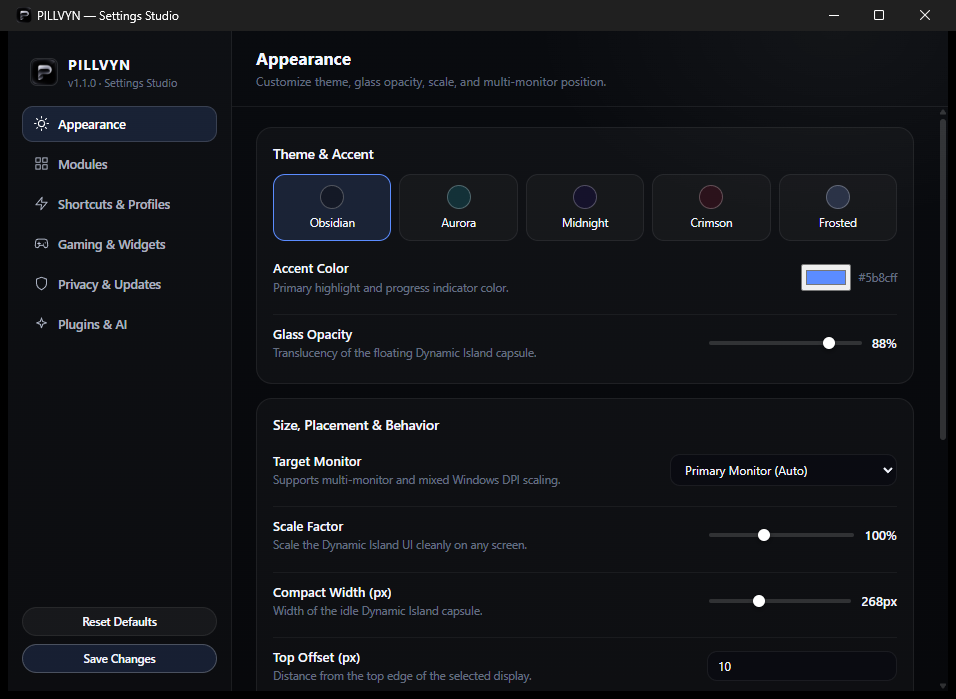 PILLVYN — Settings Studio
PILLVYN
v1.1.0 · Settings Studio
Appearance
Modules
Shortcuts & Profiles
Gaming & Widgets
Privacy & Updates
Plugins & AI
Reset Defaults
Save Changes
Appearance
Customize theme, glass opacity, scale, and multi-monitor position.
Theme & Accent
Obsidian
Aurora
Midnight
Crimson
Frosted
Accent Color
Primary highlight and progress indicator color.
#5b8cff
Glass Opacity
Translucency of the floating Dynamic Island capsule.
88%
Size, Placement & Behavior
Target Monitor
Supports multi-monitor and mixed Windows DPI scaling.
Primary Monitor (Auto)
Scale Factor
Scale the Dynamic Island UI cleanly on any screen.
100%
Compact Width (px)
Width of the idle Dynamic Island capsule.
268px
Top Offset (px)
Distance from the top edge of the selected display.
10